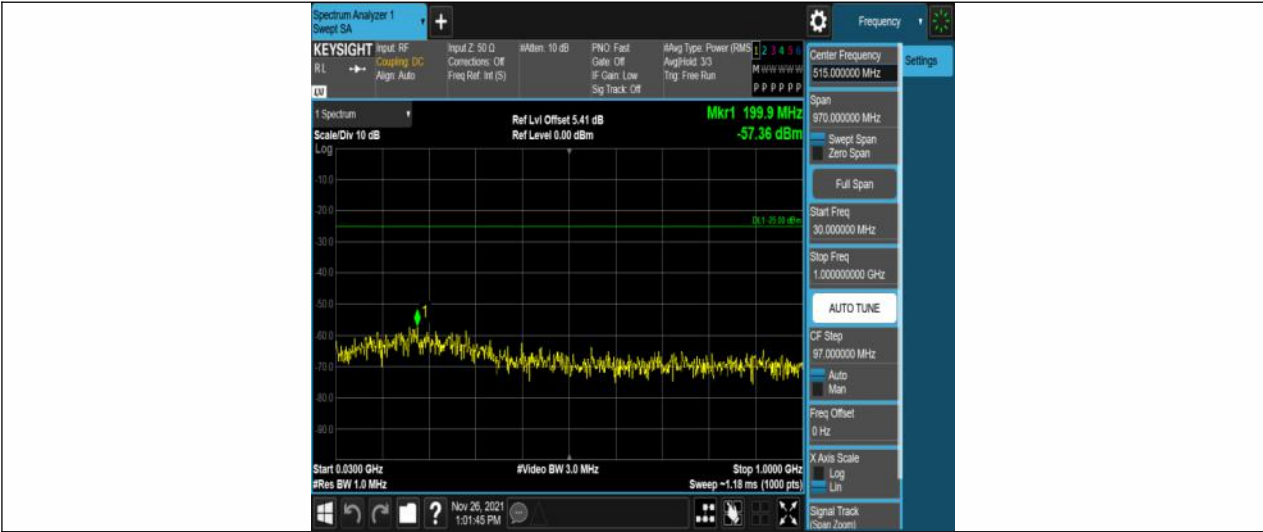 Spectrum Analyzer 1
Swept SA
+
Frequency
KEYSIGHT
RL
LV
Input: RF
Coupling: DC
Align: Auto
Input Z: 50 Ω
Corrections: Off
Freq Ref: Int (S)
#Atten: 10 dB
PNO: Fast
Gate: Off
IF Gain: Low
Sig Track: Off
#Avg Type: Power (RMS
Avg|Hold: 3/3
Trig: Free Run
1 2 3 4 5 6
M W W W W W
P P P P P P
1 Spectrum
Scale/Div 10 dB
Log
Ref Lvl Offset 5.41 dB
Ref Level 0.00 dBm
Mkr1 199.9 MHz
-57.36 dBm
-10.0
-20.0
DL1 -25.00 dBm
-30.0
-40.0
-50.0
1
-60.0
-70.0
-80.0
-90.0
Start 0.0300 GHz
#Res BW 1.0 MHz
#Video BW 3.0 MHz
Stop 1.0000 GHz
Sweep ~1.18 ms (1000 pts)
Nov 26, 2021
1:01:45 PM
?
Center Frequency
515.000000 MHz
Settings
Span
970.000000 MHz
Swept Span
Zero Span
Full Span
Start Freq
30.000000 MHz
Stop Freq
1.000000000 GHz
AUTO TUNE
CF Step
97.000000 MHz
Auto
Man
Freq Offset
0 Hz
X Axis Scale
Log
Lin
Signal Track
(Span Zoom)